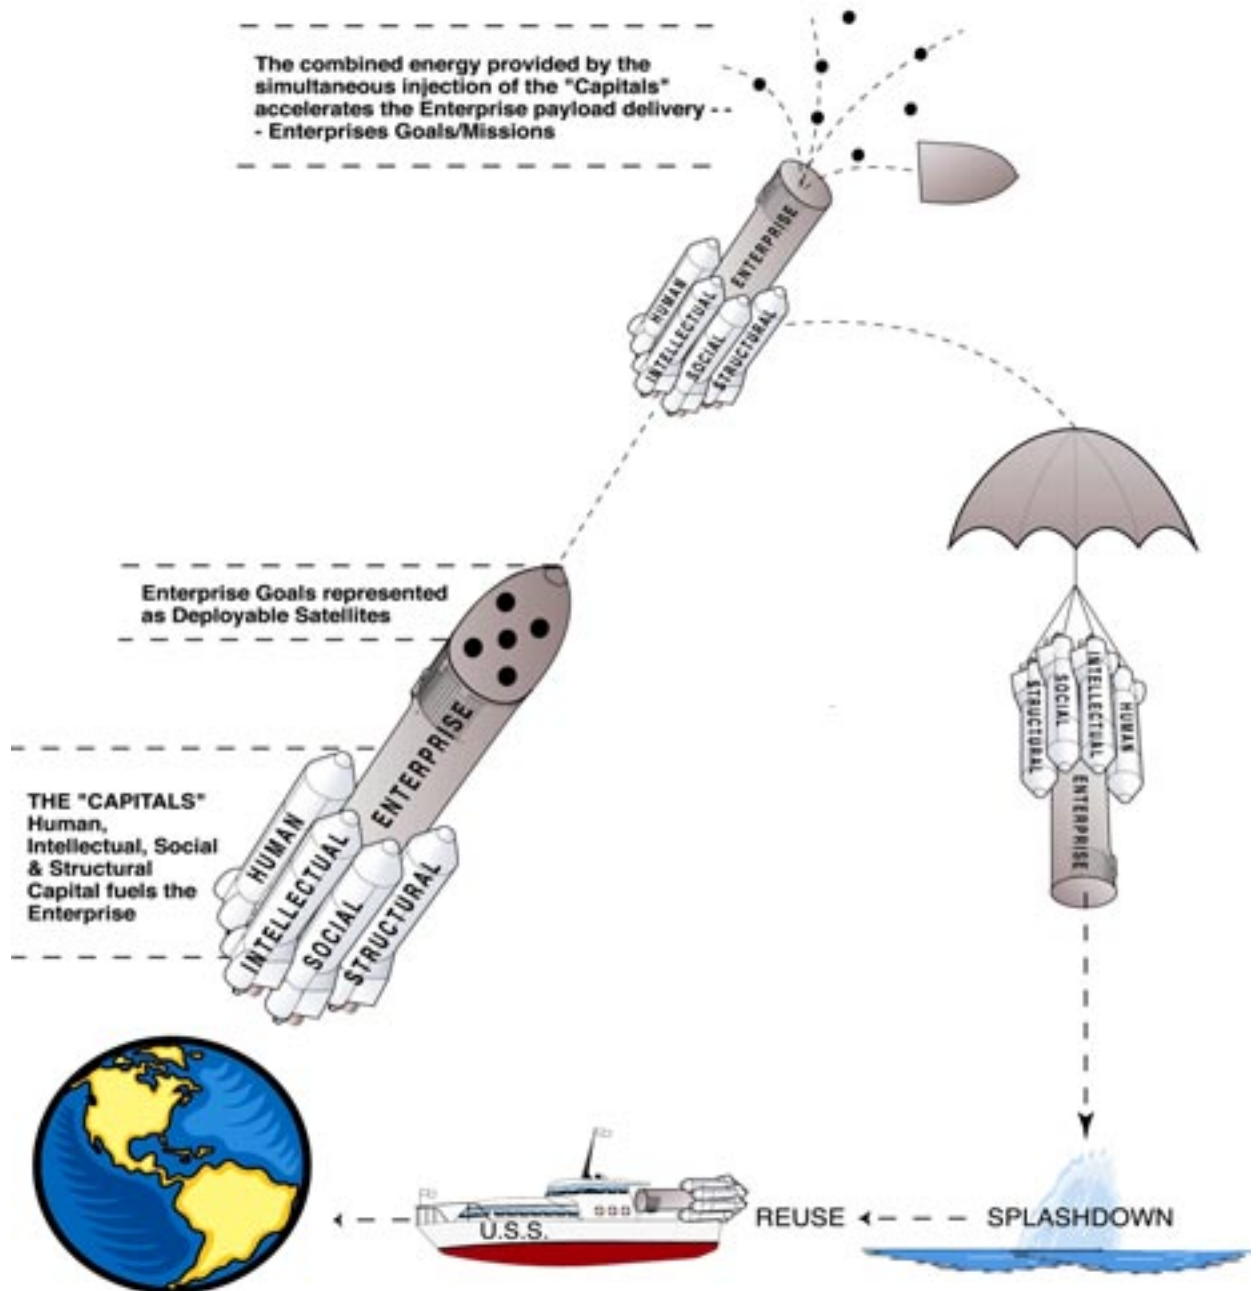 The combined energy provided by the
simultaneous injection of the "Capitals"
accelerates the Enterprise payload delivery --
- Enterprises Goals/Missions
ENTERPRISE
HUMAN
INTELLECTUAL
SOCIAL
STRUCTURAL
Enterprise Goals represented
as Deployable Satellites
ENTERPRISE
THE "CAPITALS"
Human,
Intellectual, Social
& Structural
Capital fuels the
Enterprise
HUMAN
INTELLECTUAL
SOCIAL
STRUCTURAL
STRUCTURAL
SOCIAL
INTELLECTUAL
HUMAN
ENTERPRISE
U.S.S.
REUSE
SPLASHDOWN